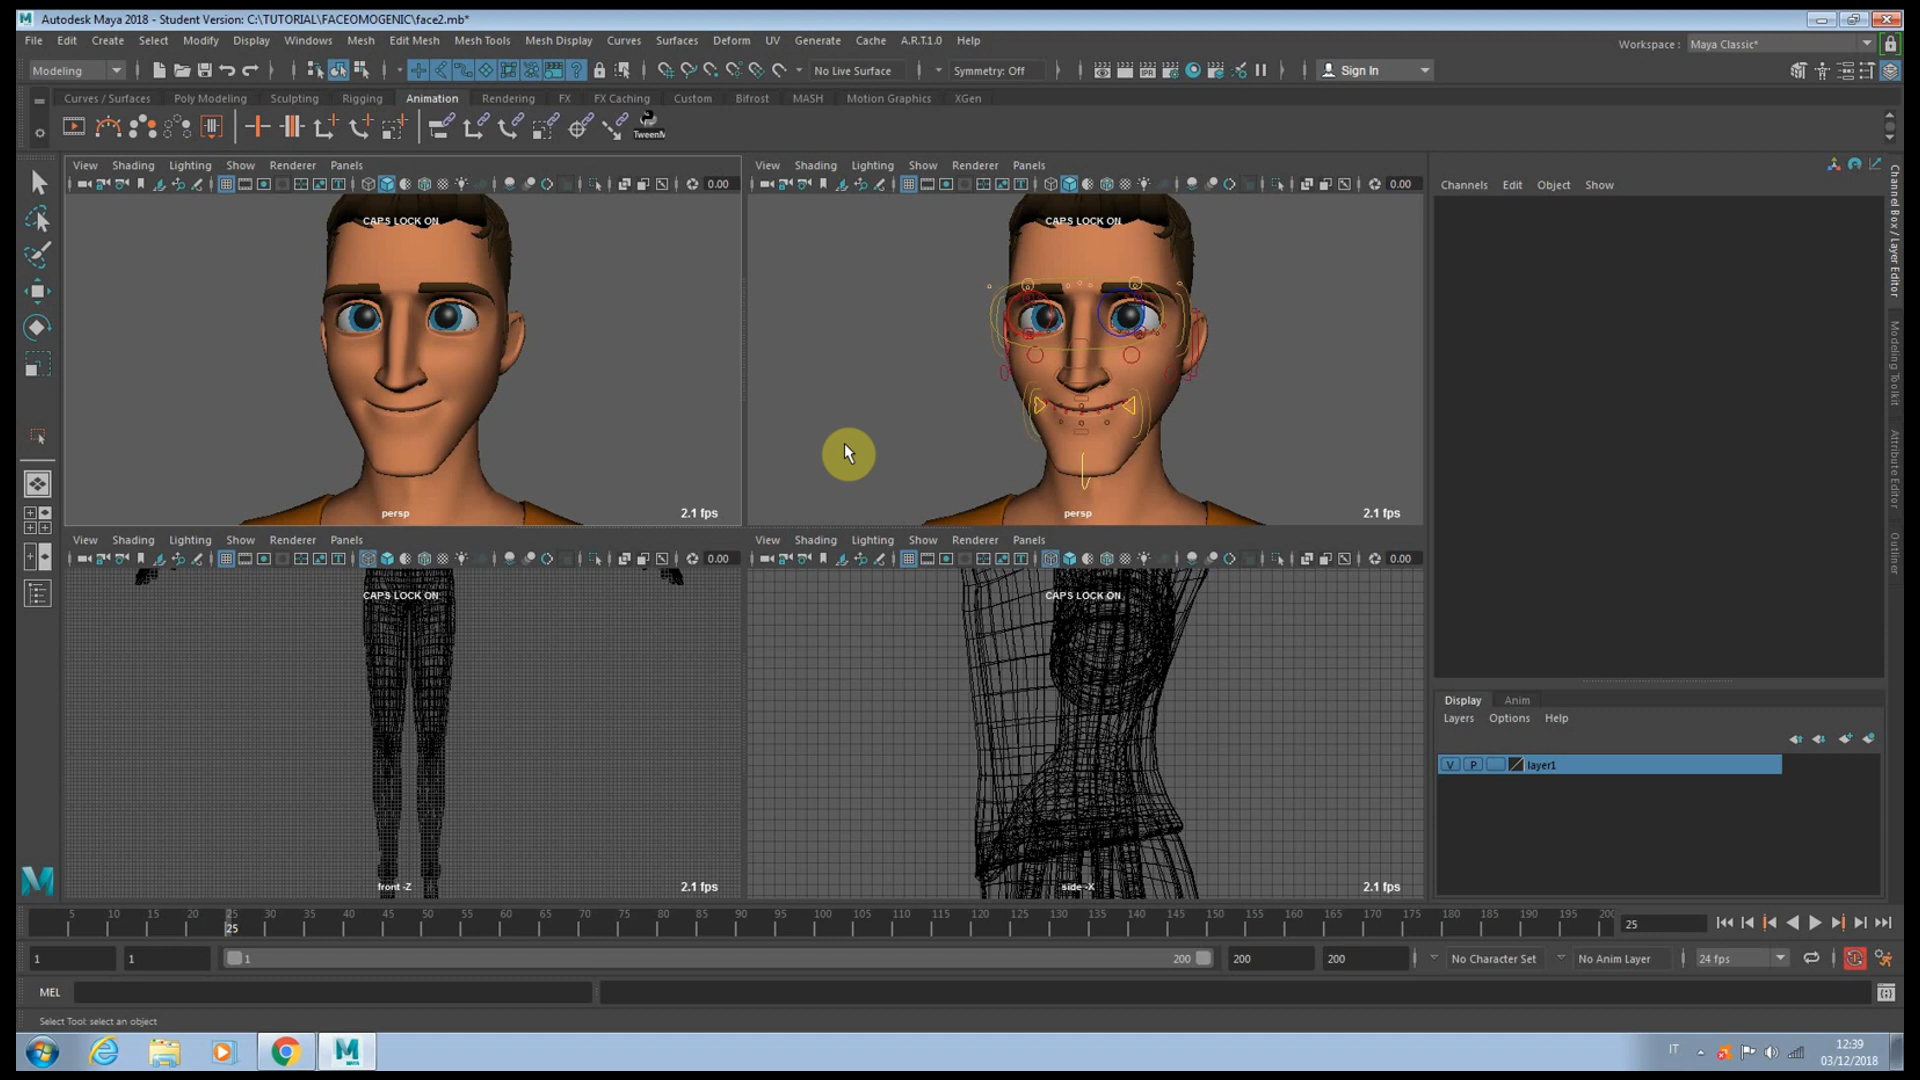 Autodesk Maya 2018 - Student Version: C:\TUTORIAL\FACEOMOGENIC\face2.mb*
File Edit Create Select Modify Display Windows Mesh Edit Mesh Mesh Tools Mesh Display Curves Surfaces Deform UV Generate Cache A.R.T.1.0 Help
Workspace : Maya Classic*
Modeling No Live Surface Symmetry: Off IPR Sign In
Curves / Surfaces Poly Modeling Sculpting Rigging Animation Rendering FX FX Caching Custom Bifrost MASH Motion Graphics XGen
TweenM
View Shading Lighting Show Renderer Panels
0.00
CAPS LOCK ON
persp
2.1 fps
View Shading Lighting Show Renderer Panels
0.00
CAPS LOCK ON
persp
2.1 fps
View Shading Lighting Show Renderer Panels
0.00
CAPS LOCK ON
front -Z
2.1 fps
View Shading Lighting Show Renderer Panels
0.00
CAPS LOCK ON
side -X
2.1 fps
Channels Edit Object Show
Channel Box / Layer Editor
Modeling Toolkit
Attribute Editor
Outliner
Display Anim
Layers Options Help
V P layer1
5 10 15 20 25 30 35 40 45 50 55 60 65 70 75 80 85 90 95 100 105 110 115 120 125 130 135 140 145 150 155 160 165 170 175 180 185 190 195 200
25
25
1 1 1 200 200 200 No Character Set No Anim Layer 24 fps
MEL
Select Tool: select an object
IT
12:39
03/12/2018